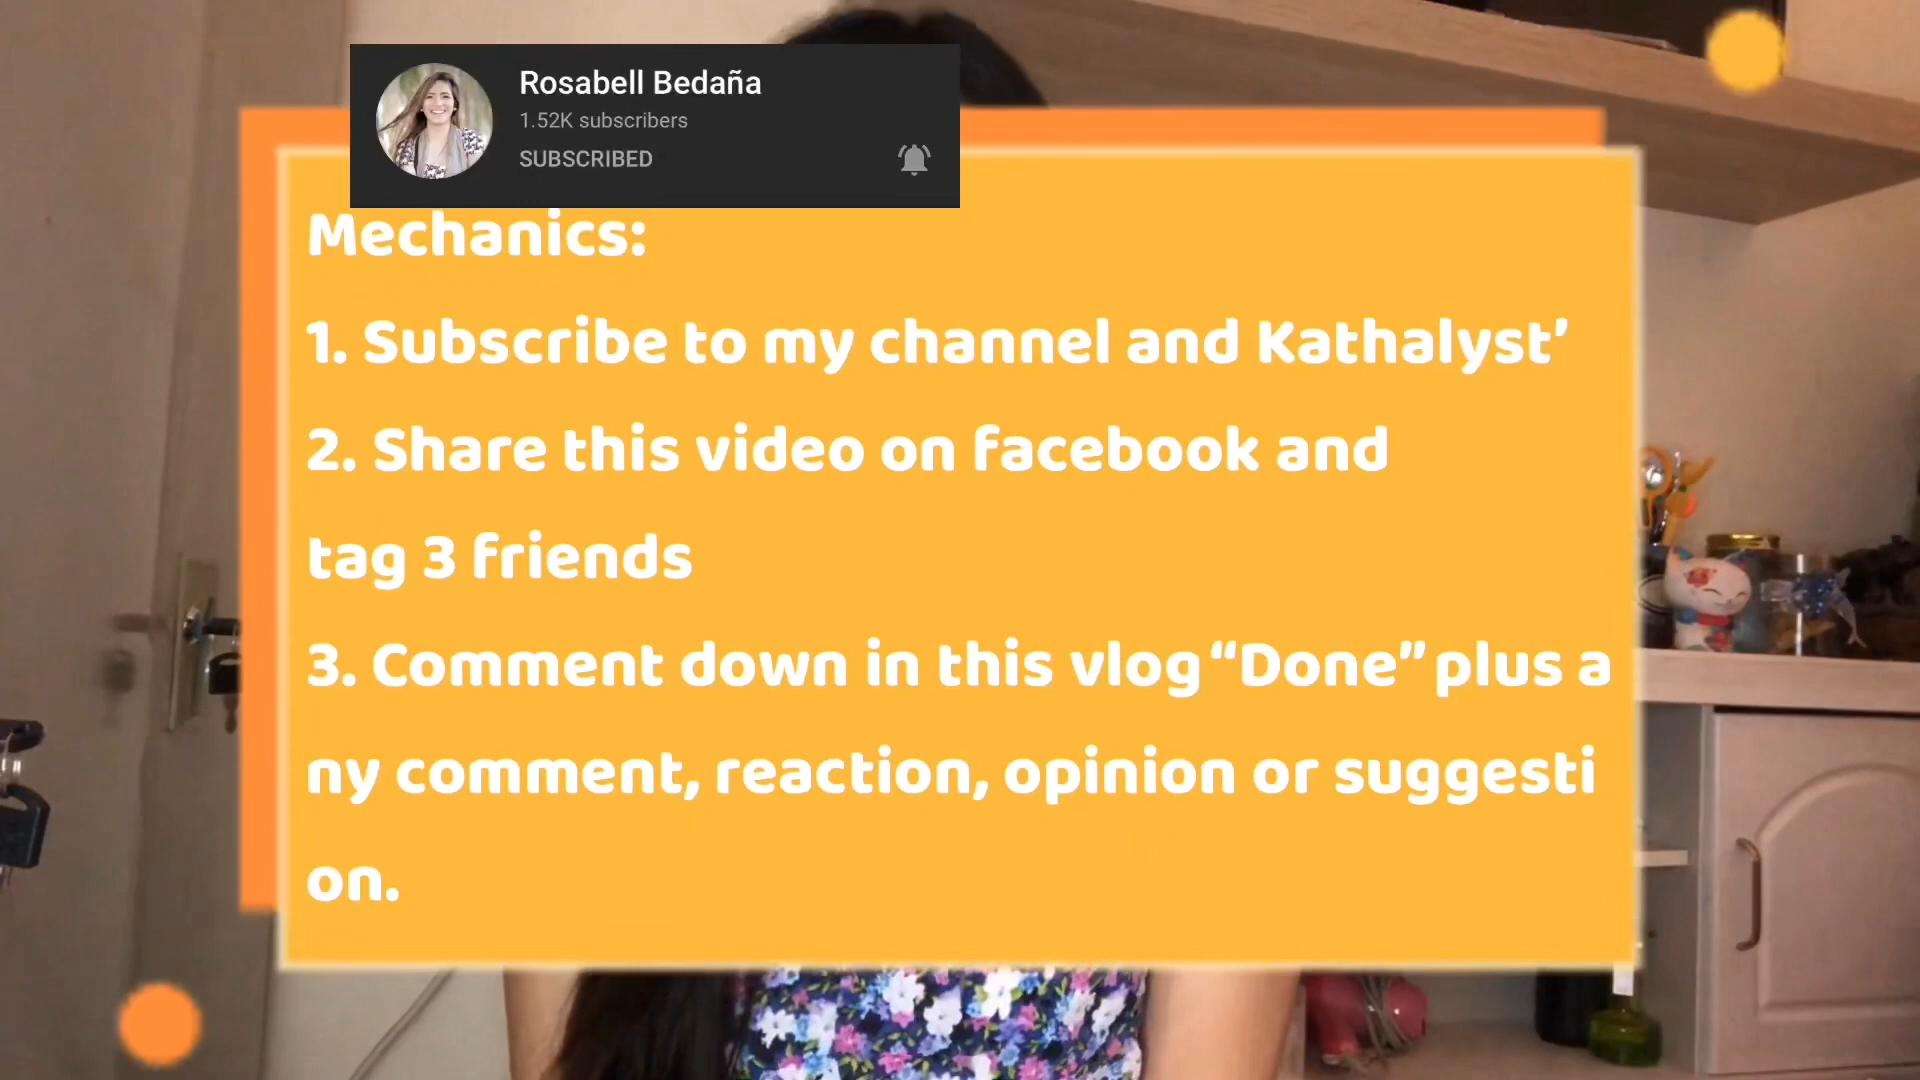 Rosabell Bedaña
1.52K subscribers
SUBSCRIBED
Mechanics:
1. Subscribe to my channel and Kathalyst’
2. Share this video on facebook and
tag 3 friends
3. Comment down in this vlog “Done” plus a
ny comment, reaction, opinion or suggesti
on.